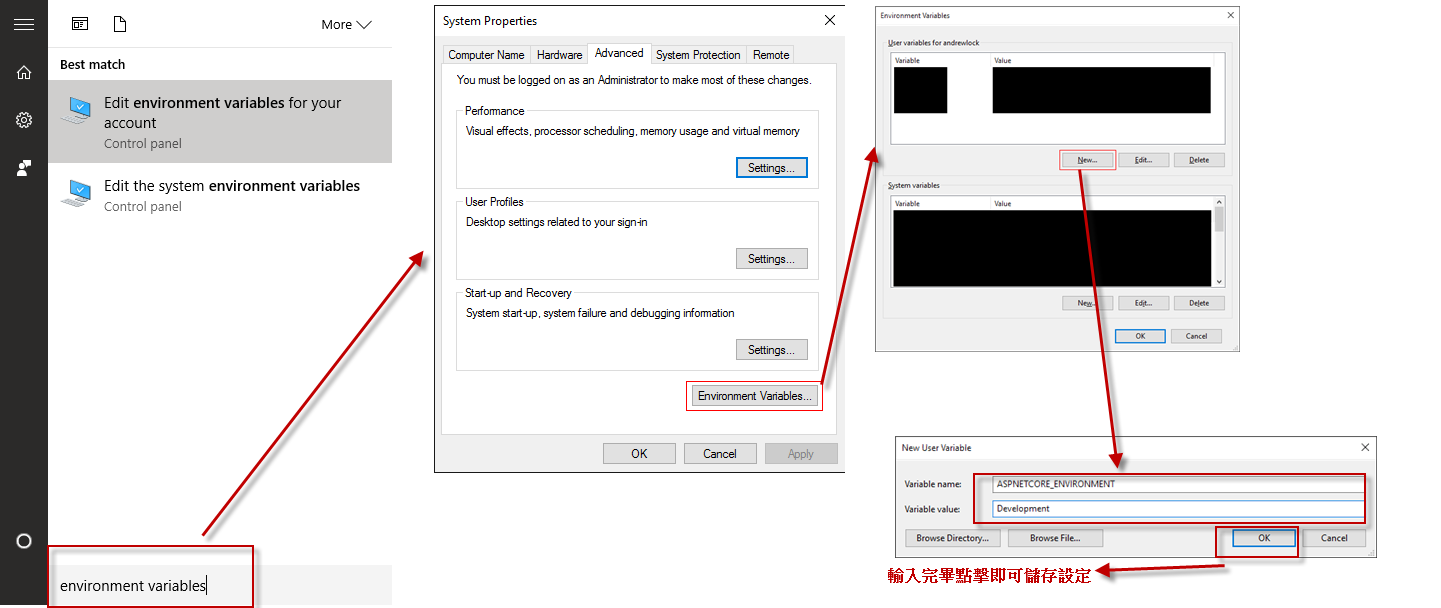 More
Best match
Edit environment variables for your
account
Control panel
Edit the system environment variables
Control panel
environment variables
System Properties
Computer Name Hardware Advanced System Protection Remote
You must be logged on as an Administrator to make most of these changes.
Performance
Visual effects, processor scheduling, memory usage and virtual memory
Settings...
User Profiles
Desktop settings related to your sign-in
Settings...
Start-up and Recovery
System start-up, system failure and debugging information
Settings...
Environment Variables...
OK Cancel Apply
Environment Variables
User variables for andrewlock
Variable Value
New... Edit... Delete
System variables
Variable Value
New... Edit... Delete
OK Cancel
New User Variable
Variable name: ASPNETCORE_ENVIRONMENT
Variable value: Development
Browse Directory... Browse File... OK Cancel
輸入完畢點擊即可儲存設定